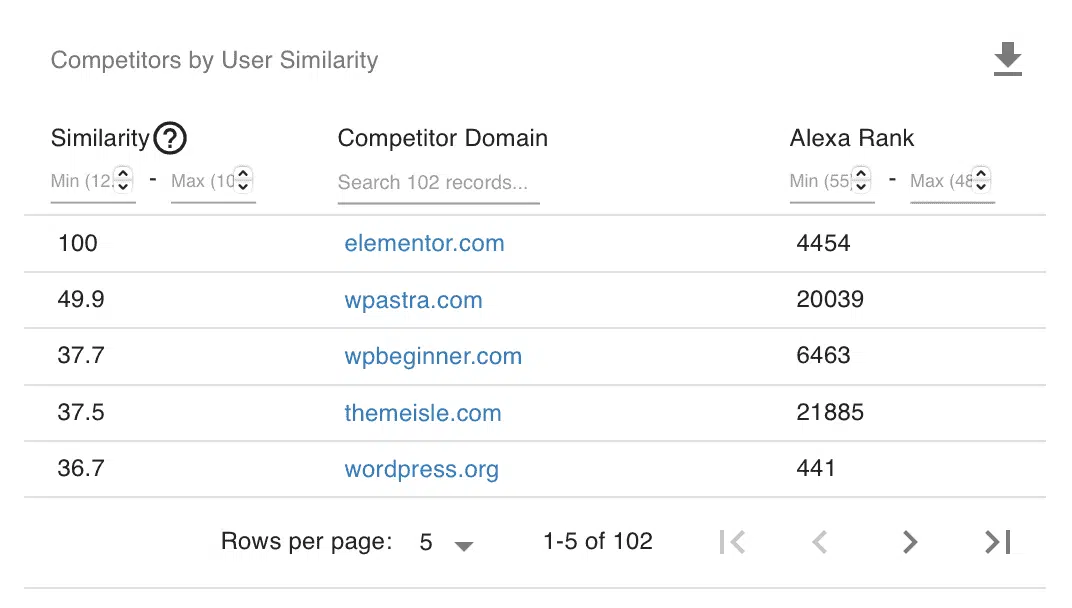 Competitors by User Similarity
Similarity ? Competitor Domain Alexa Rank
Min (12. - Max (10 Search 102 records... Min (55 - Max (48
100 elementor.com 4454
49.9 wpastra.com 20039
37.7 wpbeginner.com 6463
37.5 themeisle.com 21885
36.7 wordpress.org 441
Rows per page: 5 1-5 of 102